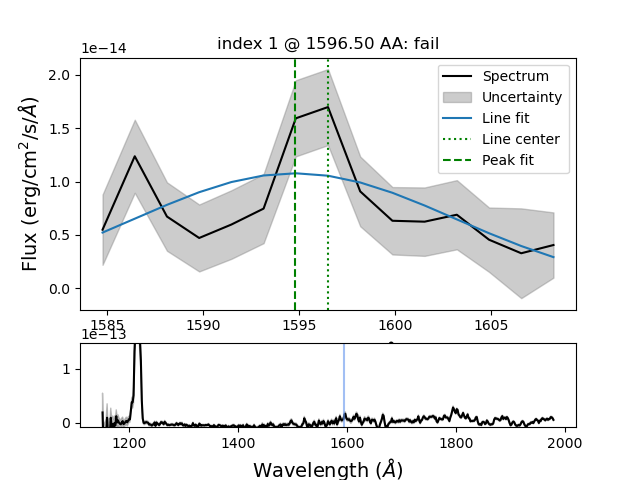 index 1 @ 1596.50 AA: fail
1e−14
2.0
1.5
1.0
0.5
0.0
Flux (erg/cm²/s/Å)
Spectrum
Uncertainty
Line fit
Line center
Peak fit
1585
1590
1595
1600
1605
1e−13
1
0
1200
1400
1600
1800
2000
Wavelength (Å)